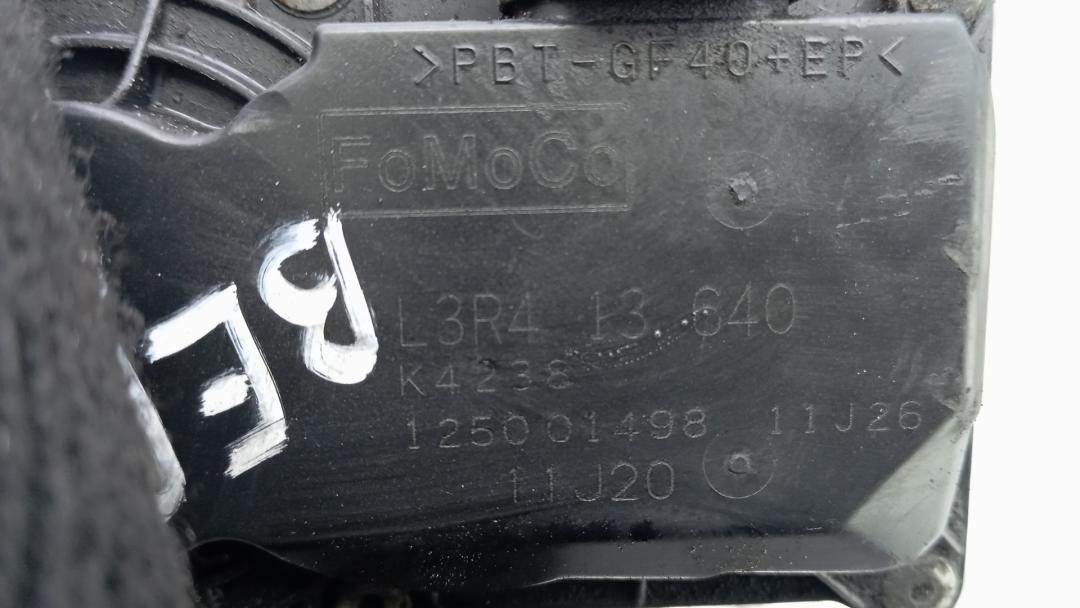 >PBT-GF40+EP<
FoMoCo
L3R4 13 640
K4238
125001498 11J26
11J20